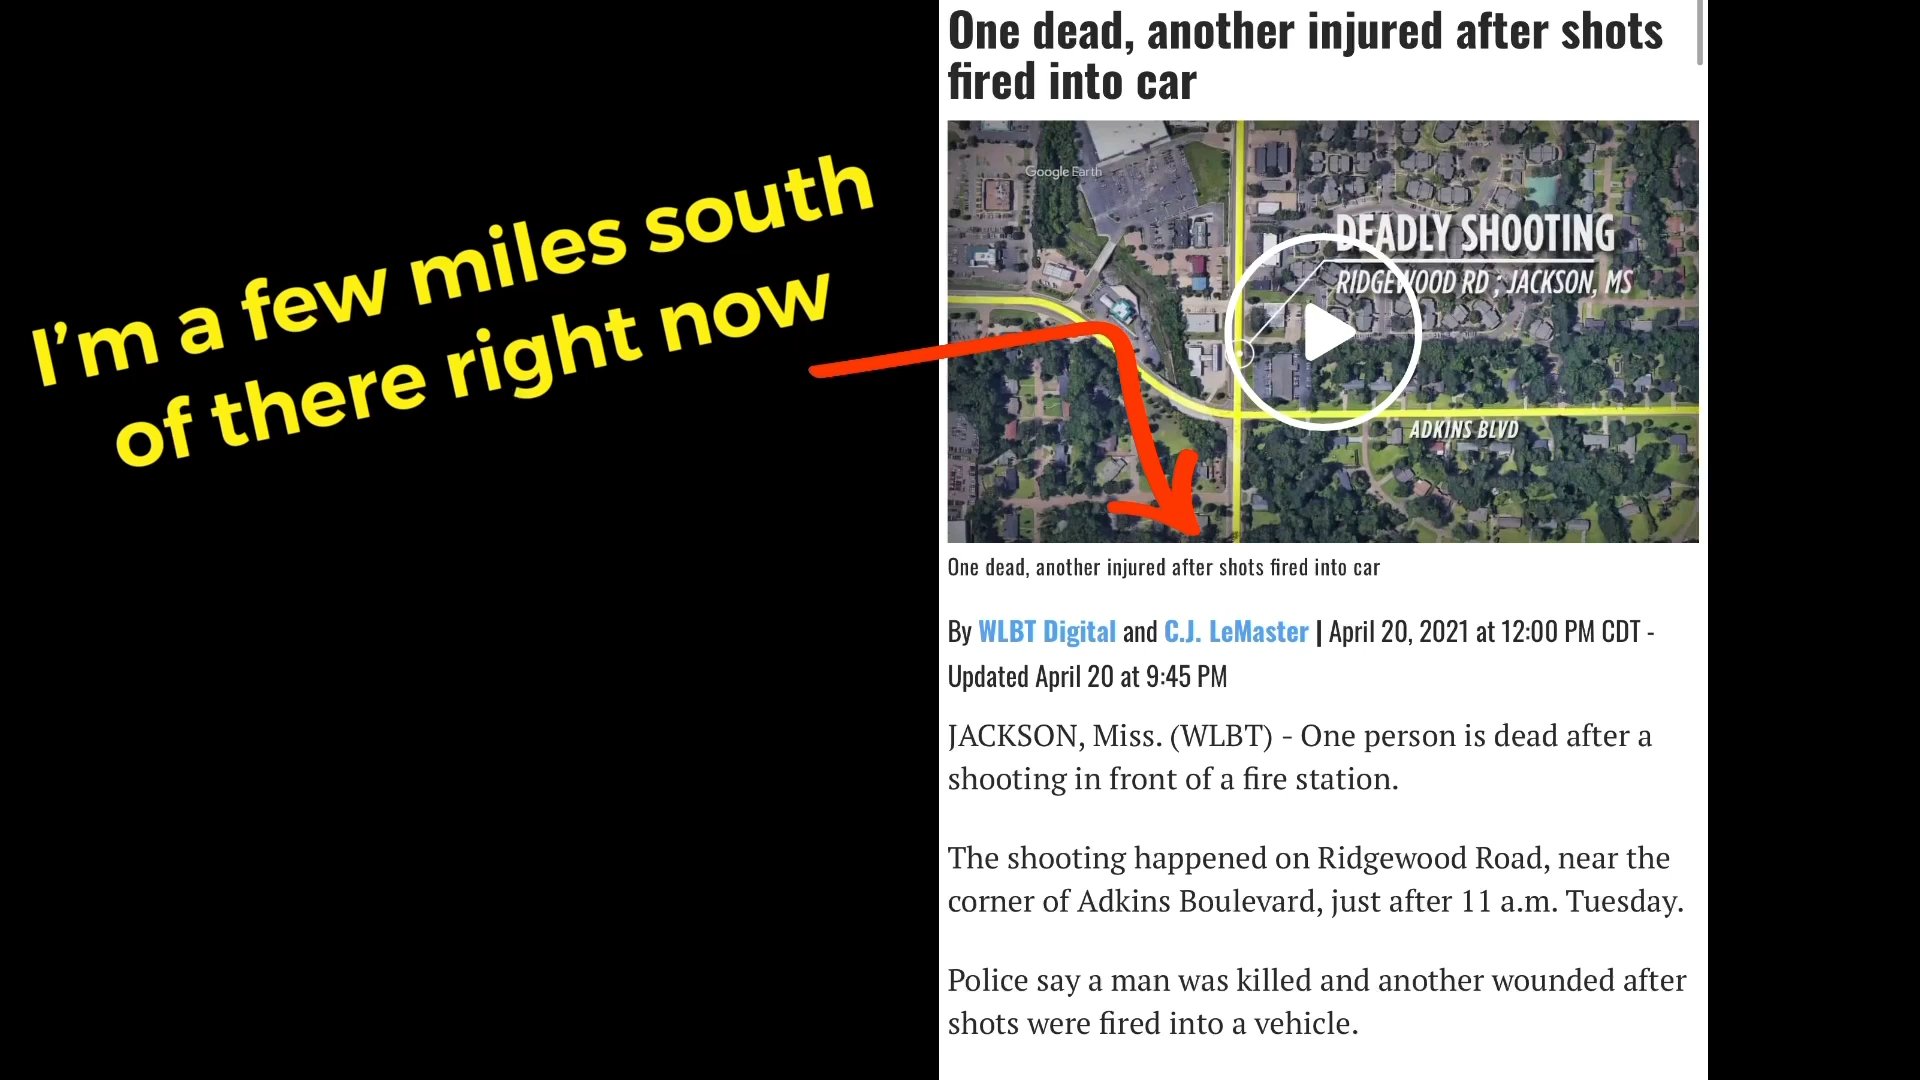 I'm a few miles south
of there right now
One dead, another injured after shots
fired into car
Google Earth
DEADLY SHOOTING
RIDGEWOOD RD ; JACKSON, MS
ADKINS BLVD
One dead, another injured after shots fired into car
By WLBT Digital and C.J. LeMaster | April 20, 2021 at 12:00 PM CDT -
Updated April 20 at 9:45 PM
JACKSON, Miss. (WLBT) - One person is dead after a
shooting in front of a fire station.
The shooting happened on Ridgewood Road, near the
corner of Adkins Boulevard, just after 11 a.m. Tuesday.
Police say a man was killed and another wounded after
shots were fired into a vehicle.